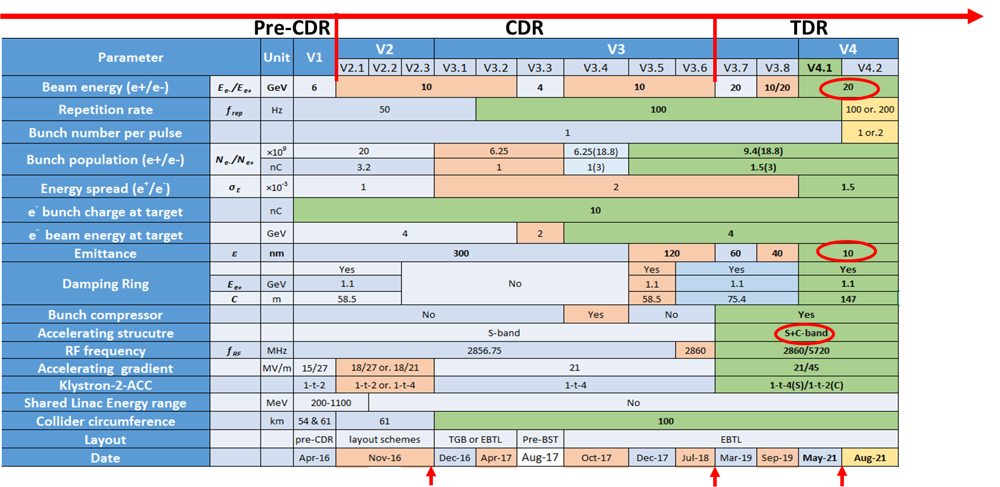 Pre-CDR CDR TDR
Parameter Unit V1 V2 V3 V4
V2.1 V2.2 V2.3 V3.1 V3.2 V3.3 V3.4 V3.5 V3.6 V3.7 V3.8 V4.1 V4.2
Beam energy (e+/e-) E e-/E e+ GeV 6 10 4 10 20 10/20 20
Repetition rate f rep Hz 50 100 100 or. 200
Bunch number per pulse 1 1 or.2
Bunch population (e+/e-) N e-/N e+ ×10⁹ 20 6.25 6.25(18.8) 9.4(18.8)
nC 3.2 1 1(3) 1.5(3)
Energy spread (e⁺/e⁻) σ E ×10⁻³ 1 2 1.5
e⁻ bunch charge at target nC 10
e⁻ beam energy at target GeV 4 2 4
Emittance ε nm 300 120 60 40 10
Damping Ring Yes No Yes Yes Yes
E e+ GeV 1.1 1.1 1.1 1.1
C m 58.5 58.5 75.4 147
Bunch compressor No Yes No Yes
Accelerating strucutre S-band S+C-band
RF frequency f RF MHz 2856.75 2860 2860/5720
Accelerating gradient MV/m 15/27 18/27 or. 18/21 21 21/45
Klystron-2-ACC 1-t-2 1-t-2 or. 1-t-4 1-t-4 1-t-4(S)/1-t-2(C)
Shared Linac Energy range MeV 200-1100 No
Collider circumference km 54 & 61 61 100
Layout pre-CDR layout schemes TGB or EBTL Pre-BST EBTL
Date Apr-16 Nov-16 Dec-16 Apr-17 Aug-17 Oct-17 Dec-17 Jul-18 Mar-19 Sep-19 May-21 Aug-21